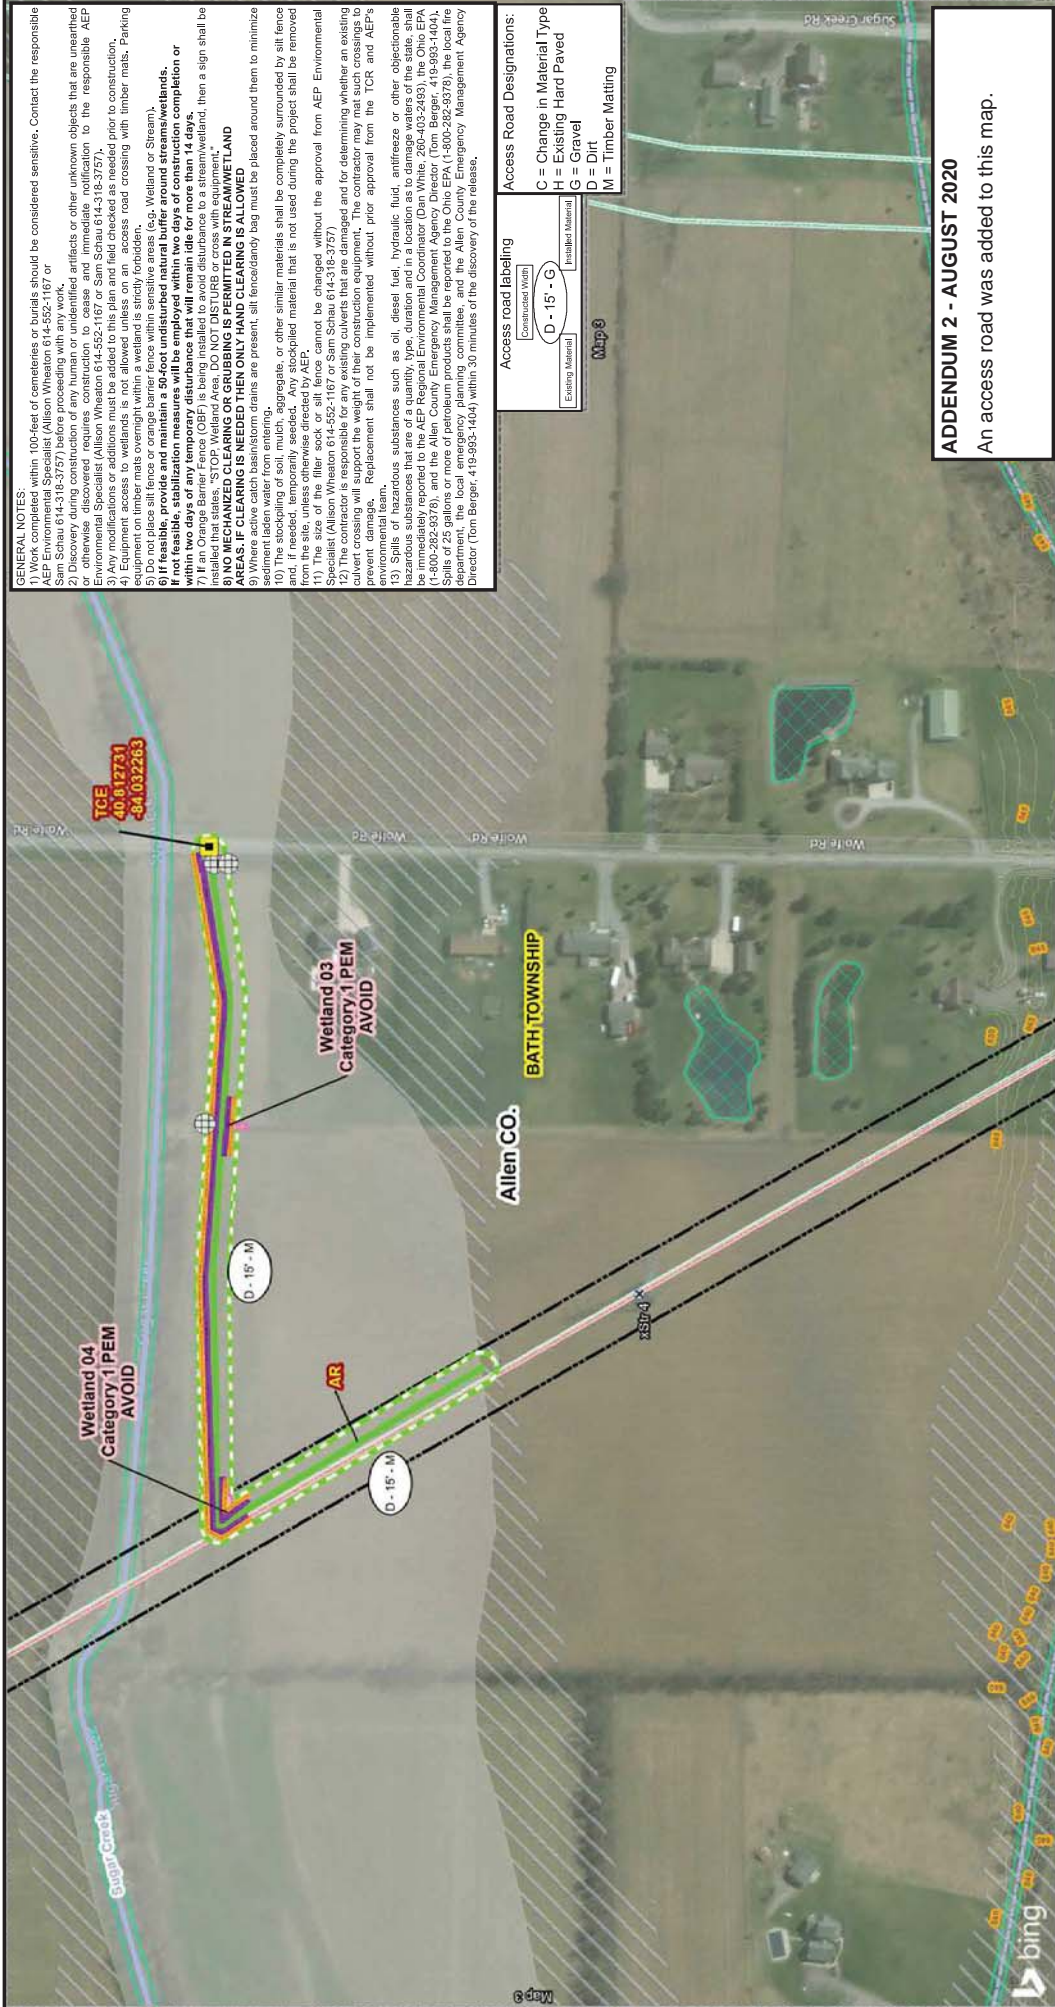 GENERAL NOTES:
1) Work completed within 100-feet of cemeteries or burials should be considered sensitive. Contact the responsible
AEP Environmental Specialist (Allison Wheaton 614-552-1167 or
Sam Schau 614-318-3757) before proceeding with any work.
2) Discovery during construction of any human or unidentified artifacts or other unknown objects that are unearthed
or otherwise discovered requires construction to cease and immediate notification to the responsible AEP
Environmental Specialist (Allison Wheaton 614-552-1167 or Sam Schau 614-318-3757).
3) Any modifications or additions must be added to this plan and field checked as needed prior to construction.
4) Equipment access to wetlands is not allowed unless on an access road crossing with timber mats. Parking
equipment on timber mats overnight within a wetland is strictly forbidden.
5) Do not place silt fence or orange barrier fence within sensitive areas (e.g. Wetland or Stream).
6) If feasible, provide and maintain a 50-foot undisturbed natural buffer around streams/wetlands.
If not feasible, stabilization measures will be employed within two days of construction completion or
within two days of any temporary disturbance that will remain idle for more than 14 days.
7) If an Orange Barrier Fence (OBF) is being installed to avoid disturbance to a stream/wetland, then a sign shall be
installed that states, "STOP, Wetland Area, DO NOT DISTURB or cross with equipment."
8) NO MECHANIZED CLEARING OR GRUBBING IS PERMITTED IN STREAM/WETLAND
AREAS. IF CLEARING IS NEEDED THEN ONLY HAND CLEARING IS ALLOWED
9) Where active catch basin/storm drains are present, silt fence/dandy bag must be placed around them to minimize
sediment laden water from entering.
10) The stockpiling of soil, mulch, aggregate, or other similar materials shall be completely surrounded by silt fence
and, if needed, temporarily seeded. Any stockpiled material that is not used during the project shall be removed
from the site, unless otherwise directed by AEP.
11) The size of the filter sock or silt fence cannot be changed without the approval from AEP Environmental
Specialist (Allison Wheaton 614-552-1167 or Sam Schau 614-318-3757)
12) The contractor is responsible for any existing culverts that are damaged and for determining whether an existing
culvert crossing will support the weight of their construction equipment. The contractor may mat such crossings to
prevent damage. Replacement shall not be implemented without prior approval from the TCR and AEP's
environmental team.
13) Spills of hazardous substances such as oil, diesel fuel, hydraulic fluid, antifreeze or other objectionable
hazardous substances that are of a quantity, type, duration and in a location as to damage waters of the state, shall
be immediately reported to the AEP Regional Environmental Coordinator (Dan White, 260-403-2493), the Ohio EPA
(1-800-282-9378), and the Allen County Emergency Management Agency Director (Tom Berger, 419-993-1404).
Spills of 25 gallons or more of petroleum products shall be reported to the Ohio EPA (1-800-282-9378), the local fire
department, the local emergency planning committee, and the Allen County Emergency Management Agency
Director (Tom Berger, 419-993-1404) within 30 minutes of the discovery of the release.
Access road labeling
Constructed Width
D - 15' - G
Existing Material
Installed Material
Access Road Designations:
C = Change in Material Type
H = Existing Hard Paved
G = Gravel
D = Dirt
M = Timber Matting
Map 3
Sugar Creek Rd
ADDENDUM 2 - AUGUST 2020
An access road was added to this map.
TCE
40.812731
-84.032263
Wolfe Rd
Wolfe Rd
Wolfe Rd
Wolfe Rd
Wetland 03
Category 1 PEM
AVOID
BATH TOWNSHIP
Allen CO.
D - 15' - M
Wetland 04
Category 1 PEM
AVOID
AR
D - 15' - M
xStr 4
Sugar Creek
Map 3
bing